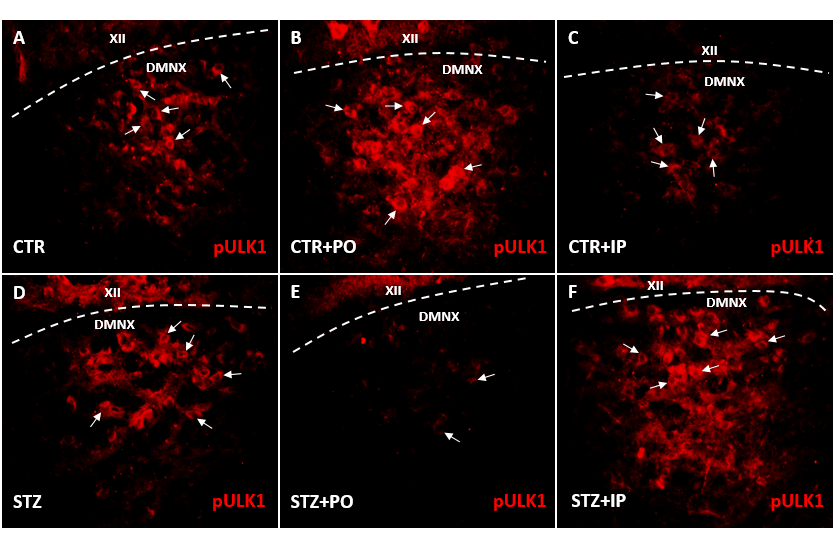 A
XII
DMNX
CTR
pULK1
B
XII
DMNX
CTR+PO
pULK1
C
XII
DMNX
CTR+IP
pULK1
D
XII
DMNX
STZ
pULK1
E
XII
DMNX
STZ+PO
pULK1
F
XII
DMNX
STZ+IP
pULK1